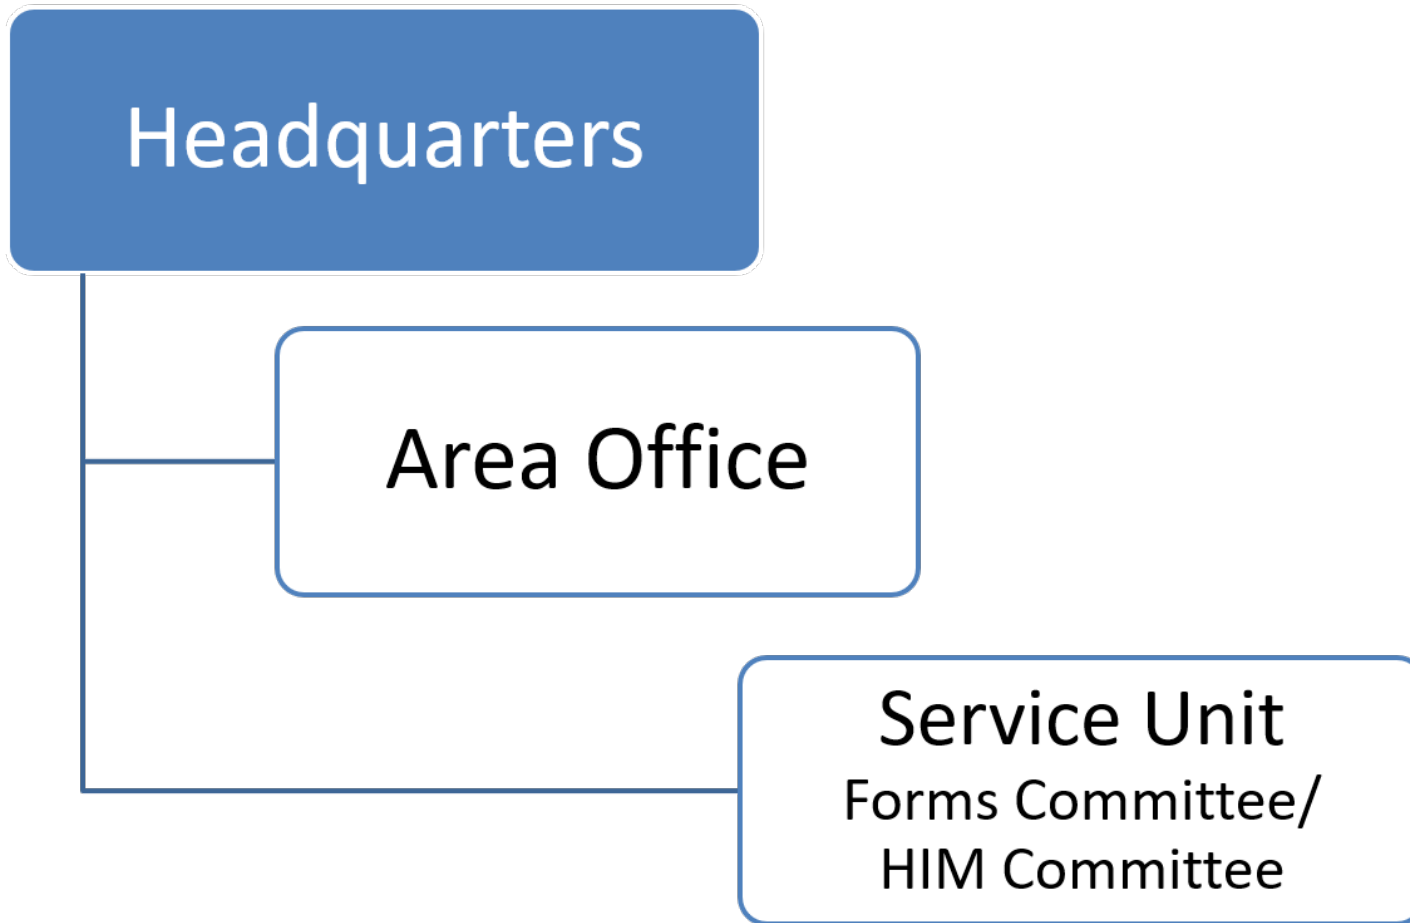 Headquarters
Area Office
Service Unit
Forms Committee/
HIM Committee